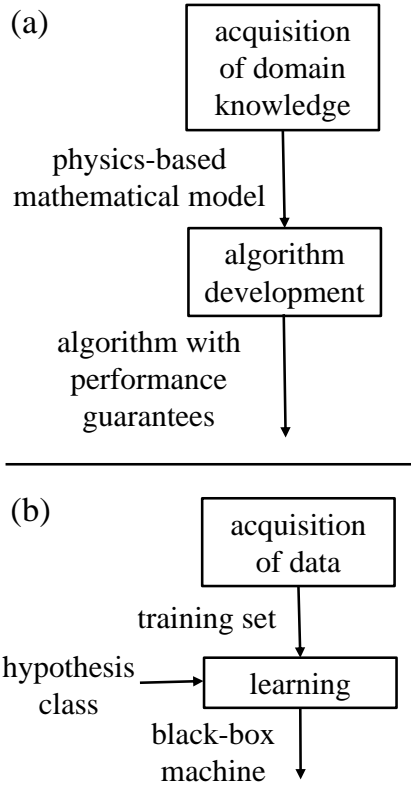 (a)
acquisition
of domain
knowledge
physics-based
mathematical model
algorithm
development
algorithm with
performance
guarantees
(b)
acquisition
of data
training set
hypothesis
class
learning
black-box
machine